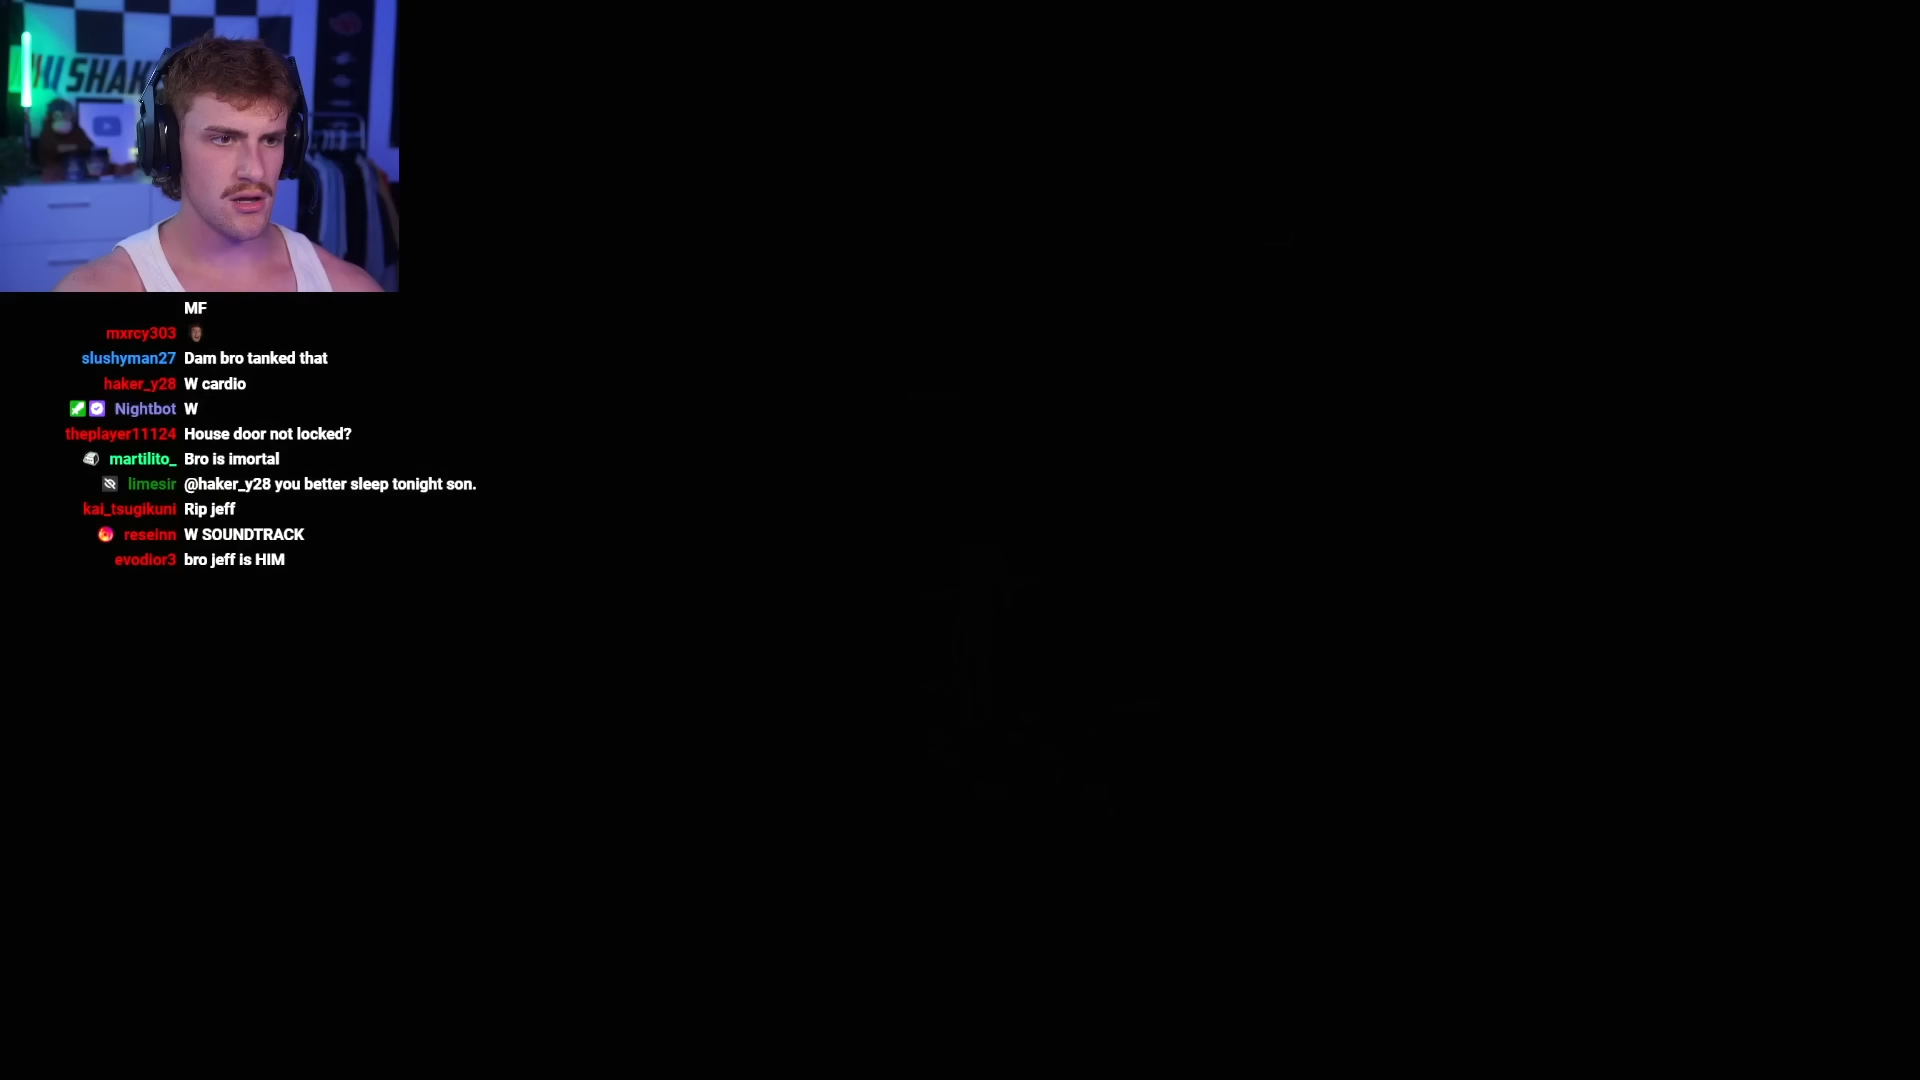 SHAK
MF
mxrcy303
slushyman27 Dam bro tanked that
haker_y28 W cardio
Nightbot W
theplayer11124 House door not locked?
martilito_ Bro is imortal
limesir @haker_y28 you better sleep tonight son.
kai_tsugikuni Rip jeff
reseinn W SOUNDTRACK
evodior3 bro jeff is HIM